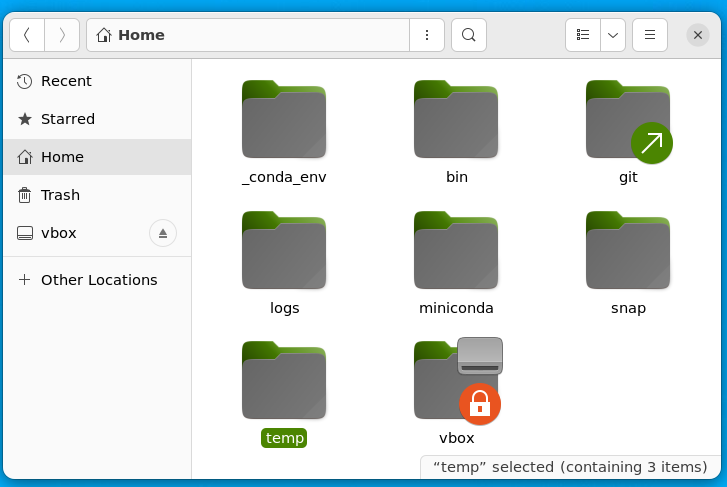 Home
Recent
Starred
Home
Trash
vbox
Other Locations
_conda_env
bin
git
logs
miniconda
snap
temp
vbox
“temp” selected (containing 3 items)